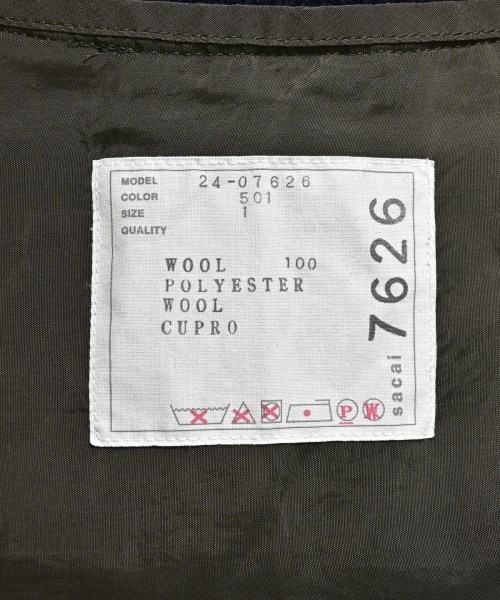 MODEL 24-07626
COLOR 501
SIZE 1
QUALITY
WOOL 100
POLYESTER
WOOL
CUPRO
P
W
sacai 7626